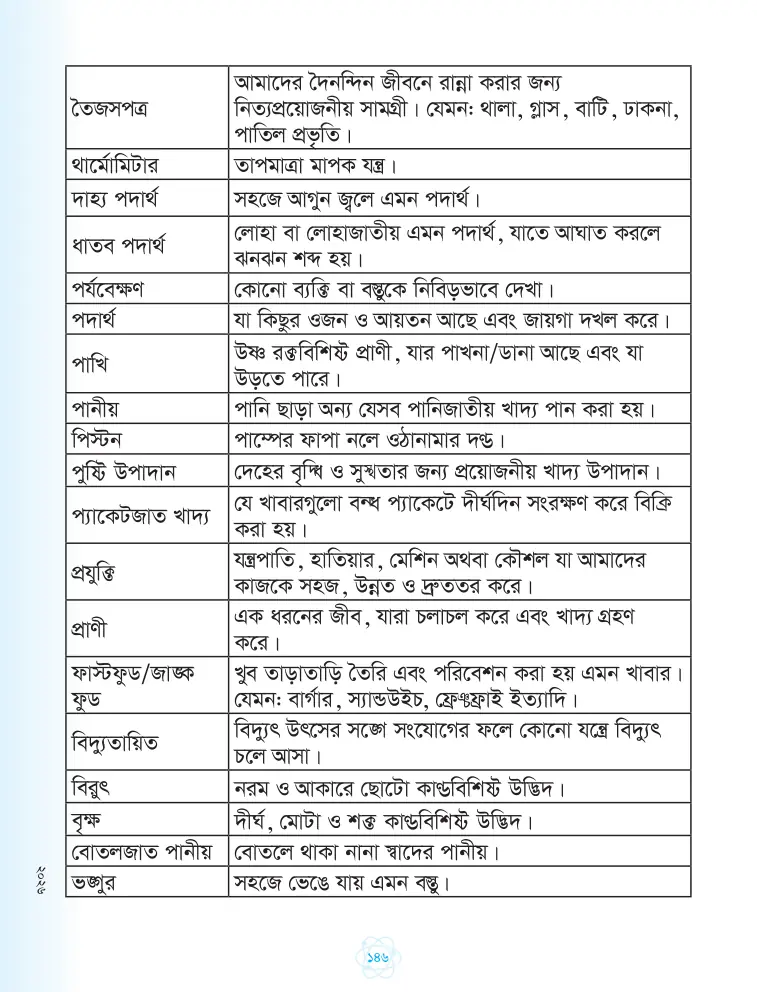 তৈজসপত্র
আমাদের দৈনন্দিন জীবনে রান্না করার জন্য
নিত্যপ্রয়োজনীয় সামগ্রী। যেমন: থালা, গ্লাস, বাটি, ঢাকনা,
পাতিল প্রভৃতি।
থার্মোমিটার
তাপমাত্রা মাপক যন্ত্র।
দাহ্য পদার্থ
সহজে আগুন জ্বলে এমন পদার্থ।
ধাতব পদার্থ
লোহা বা লোহাজাতীয় এমন পদার্থ, যাতে আঘাত করলে
ঝনঝন শব্দ হয়।
পর্যবেক্ষণ
কোনো ব্যক্তি বা বস্তুকে নিবিড়ভাবে দেখা।
পদার্থ
যা কিছুর ওজন ও আয়তন আছে এবং জায়গা দখল করে।
পাখি
উষ্ণ রক্তবিশিষ্ট প্রাণী, যার পাখনা/ডানা আছে এবং যা
উড়তে পারে।
পানীয়
পানি ছাড়া অন্য যেসব পানিজাতীয় খাদ্য পান করা হয়।
পিস্টন
পাম্পের ফাপা নলে ওঠানামার দণ্ড।
পুষ্টি উপাদান
দেহের বৃদ্ধি ও সুস্থতার জন্য প্রয়োজনীয় খাদ্য উপাদান।
প্যাকেটজাত খাদ্য
যে খাবারগুলো বন্ধ প্যাকেটে দীর্ঘদিন সংরক্ষণ করে বিক্রি
করা হয়।
প্রযুক্তি
যন্ত্রপাতি, হাতিয়ার, মেশিন অথবা কৌশল যা আমাদের
কাজকে সহজ, উন্নত ও দ্রুততর করে।
প্রাণী
এক ধরনের জীব, যারা চলাচল করে এবং খাদ্য গ্রহণ
করে।
ফাস্টফুড/জাঙ্ক
ফুড
খুব তাড়াতাড়ি তৈরি এবং পরিবেশন করা হয় এমন খাবার।
যেমন: বার্গার, স্যান্ডউইচ, ফ্রেঞ্চফ্রাই ইত্যাদি।
বিদ্যুতায়িত
বিদ্যুৎ উৎসের সঙ্গে সংযোগের ফলে কোনো যন্ত্রে বিদ্যুৎ
চলে আসা।
বিরুৎ
নরম ও আকারে ছোটো কাণ্ডবিশিষ্ট উদ্ভিদ।
বৃক্ষ
দীর্ঘ, মোটা ও শক্ত কাণ্ডবিশিষ্ট উদ্ভিদ।
বোতলজাত পানীয়
বোতলে থাকা নানা স্বাদের পানীয়।
ভঙ্গুর
সহজে ভেঙে যায় এমন বস্তু।
২০২৫
১৪৬